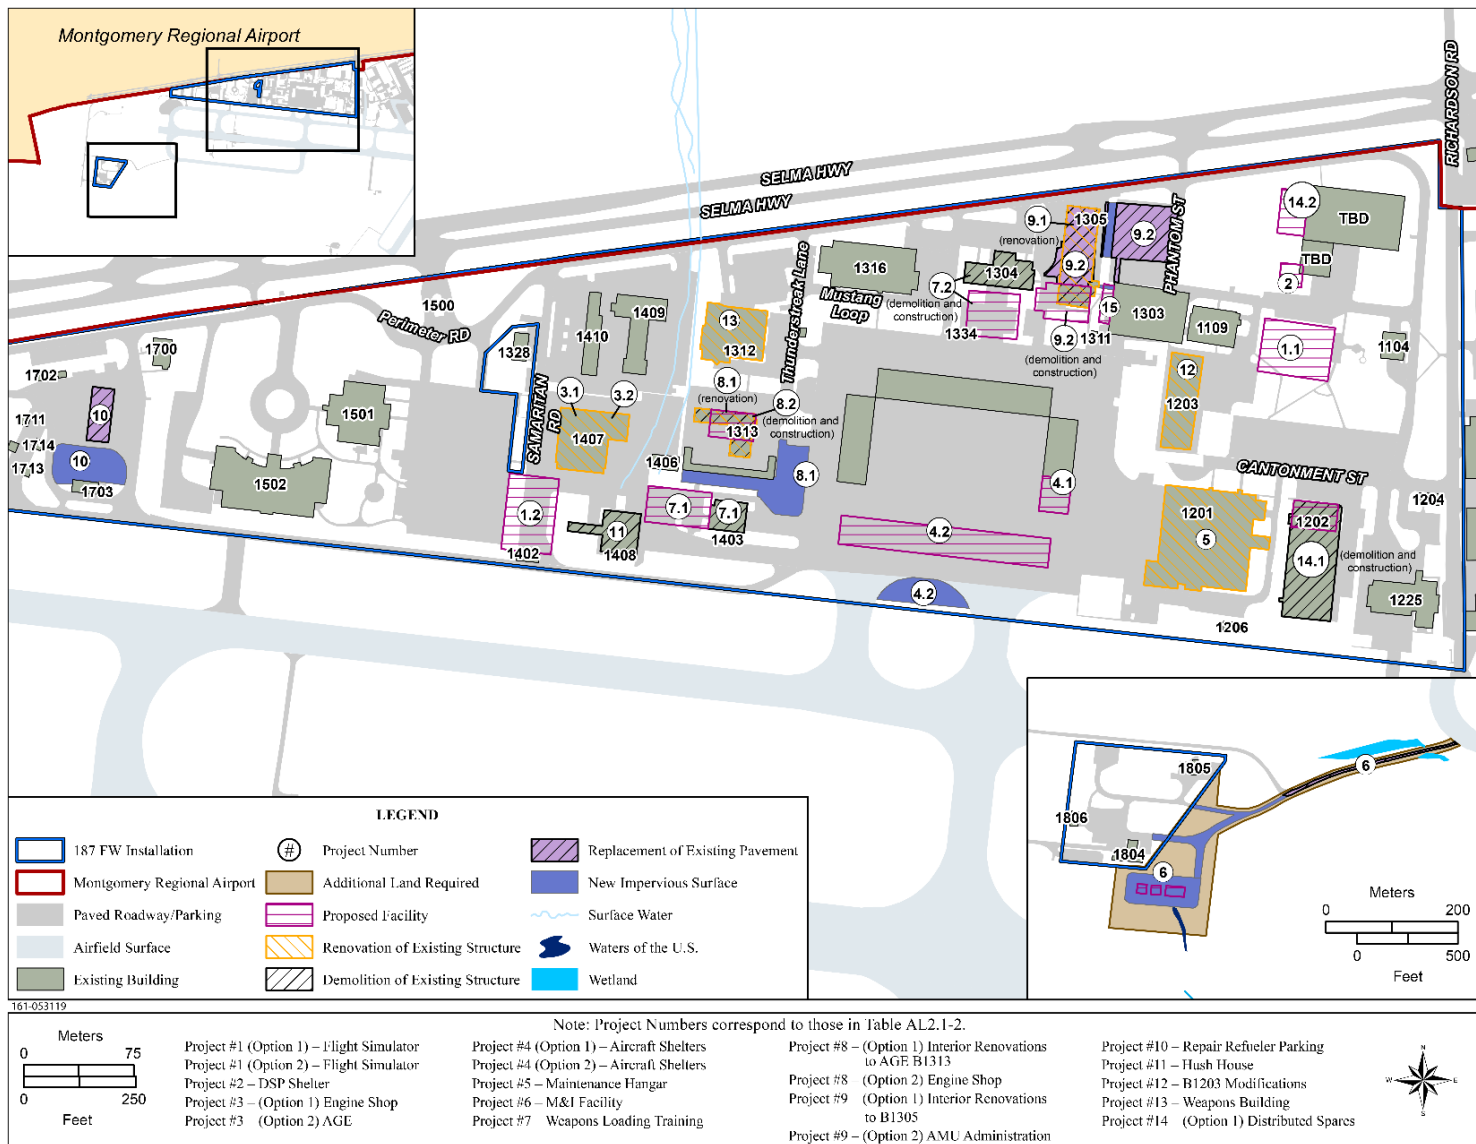 Montgomery Regional Airport
9
SELMA HWY
SELMA HWY
RICHARDSON RD
PHANTOM ST
Thunderstreak Lane
Mustang
Loop
Perimeter RD
SAMARITAN
RD
CANTONMENT ST
14.2
TBD
TBD
2
9.1
(renovation)
1305
9.2
9.2
1316
1304
7.2
(demolition and
construction)
1334
9.2
(demolition and
construction)
15
1311
1303
1109
1.1
1104
1500
1328
1410
1409
13
1312
12
1203
1700
1702
10
1711
1714
1713
10
1703
1501
1502
3.1
3.2
1407
8.1
(renovation)
8.2
(demolition and
construction)
1313
1406
8.1
1.2
1402
11
1408
7.1
7.1
1403
4.1
4.2
4.2
1201
5
1202
14.1
(demolition and
construction)
1204
1206
1225
1805
1806
1804
6
6
Meters
0 200
0 500
Feet
LEGEND
187 FW Installation
# Project Number
Replacement of Existing Pavement
Montgomery Regional Airport
Additional Land Required
New Impervious Surface
Paved Roadway/Parking
Proposed Facility
Surface Water
Airfield Surface
Renovation of Existing Structure
Waters of the U.S.
Existing Building
Demolition of Existing Structure
Wetland
161-053119
Note: Project Numbers correspond to those in Table AL2.1-2.
Meters
0 75
0 250
Feet
Project #1 (Option 1) – Flight Simulator
Project #1 (Option 2) – Flight Simulator
Project #2 – DSP Shelter
Project #3 – (Option 1) Engine Shop
Project #3 (Option 2) AGE
Project #4 (Option 1) – Aircraft Shelters
Project #4 (Option 2) – Aircraft Shelters
Project #5 – Maintenance Hangar
Project #6 – M&I Facility
Project #7 Weapons Loading Training
Project #8 – (Option 1) Interior Renovations
to AGE B1313
Project #8 (Option 2) Engine Shop
Project #9 (Option 1) Interior Renovations
to B1305
Project #9 – (Option 2) AMU Administration
Project #10 – Repair Refueler Parking
Project #11 – Hush House
Project #12 – B1203 Modifications
Project #13 – Weapons Building
Project #14 (Option 1) Distributed Spares
N
W E
S